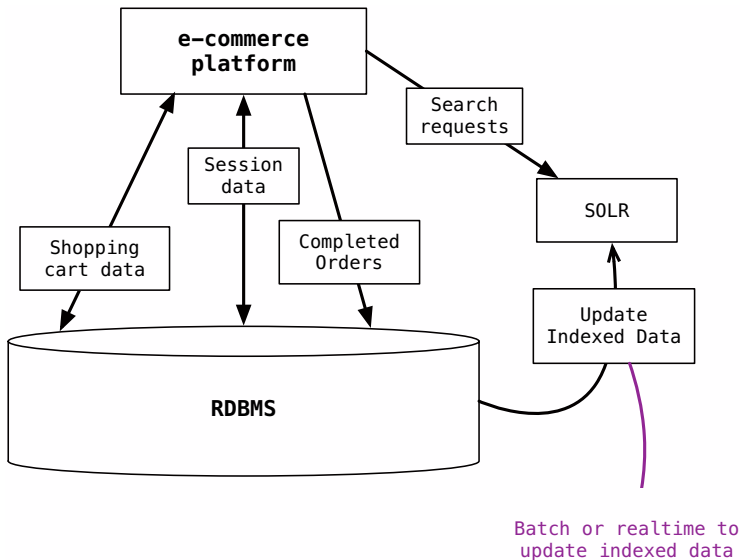 e-commerce
platform
Search
requests
Session
data
SOLR
Shopping
cart data
Completed
Orders
Update
Indexed Data
RDBMS
Batch or realtime to
update indexed data